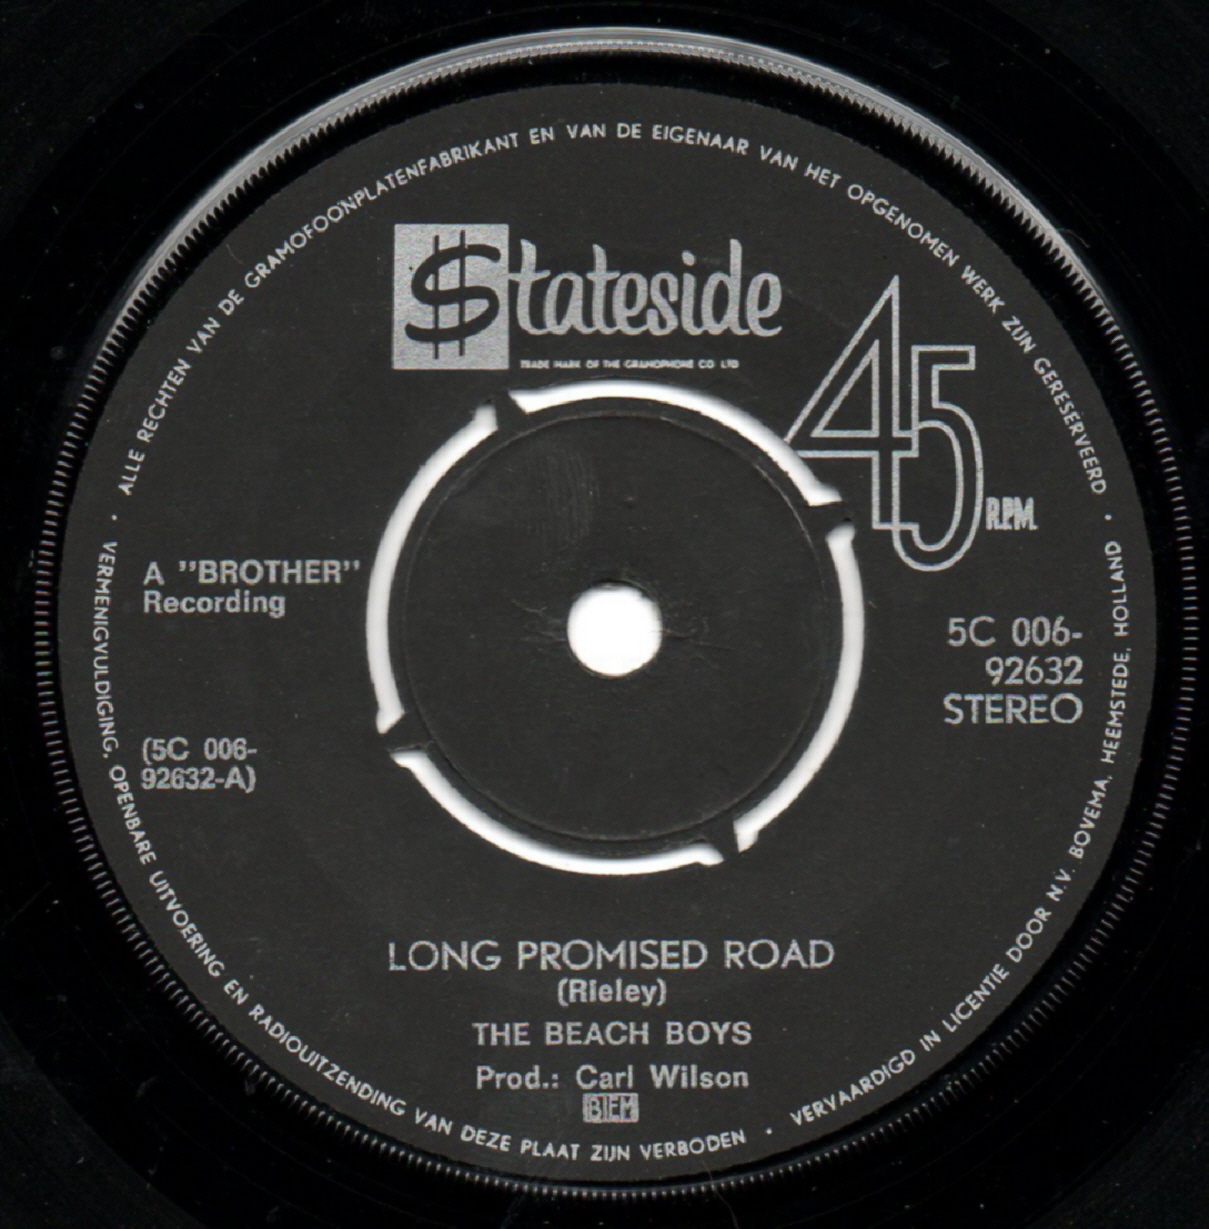 ALLE RECHTEN VAN DE GRAMOFOONPLATENFABRIKANT EN VAN DE EIGENAAR VAN HET OPGENOMEN WERK ZIJN GERESERVEERD •
$tateside
TRADE MARK OF THE GRAMOPHONE CO LTD
45
R.P.M.
A "BROTHER"
Recording
5C 006-
92632
STEREO
(5C 006-
92632-A)
LONG PROMISED ROAD
(Rieley)
THE BEACH BOYS
Prod.: Carl Wilson
BIEM
• VERMENIGVULDIGING, OPENBARE UITVOERING EN RADIOUITZENDING VAN DEZE PLAAT ZIJN VERBODEN • VERVAARDIGD IN LICENTIE DOOR N.V. BOVEMA, HEEMSTEDE, HOLLAND